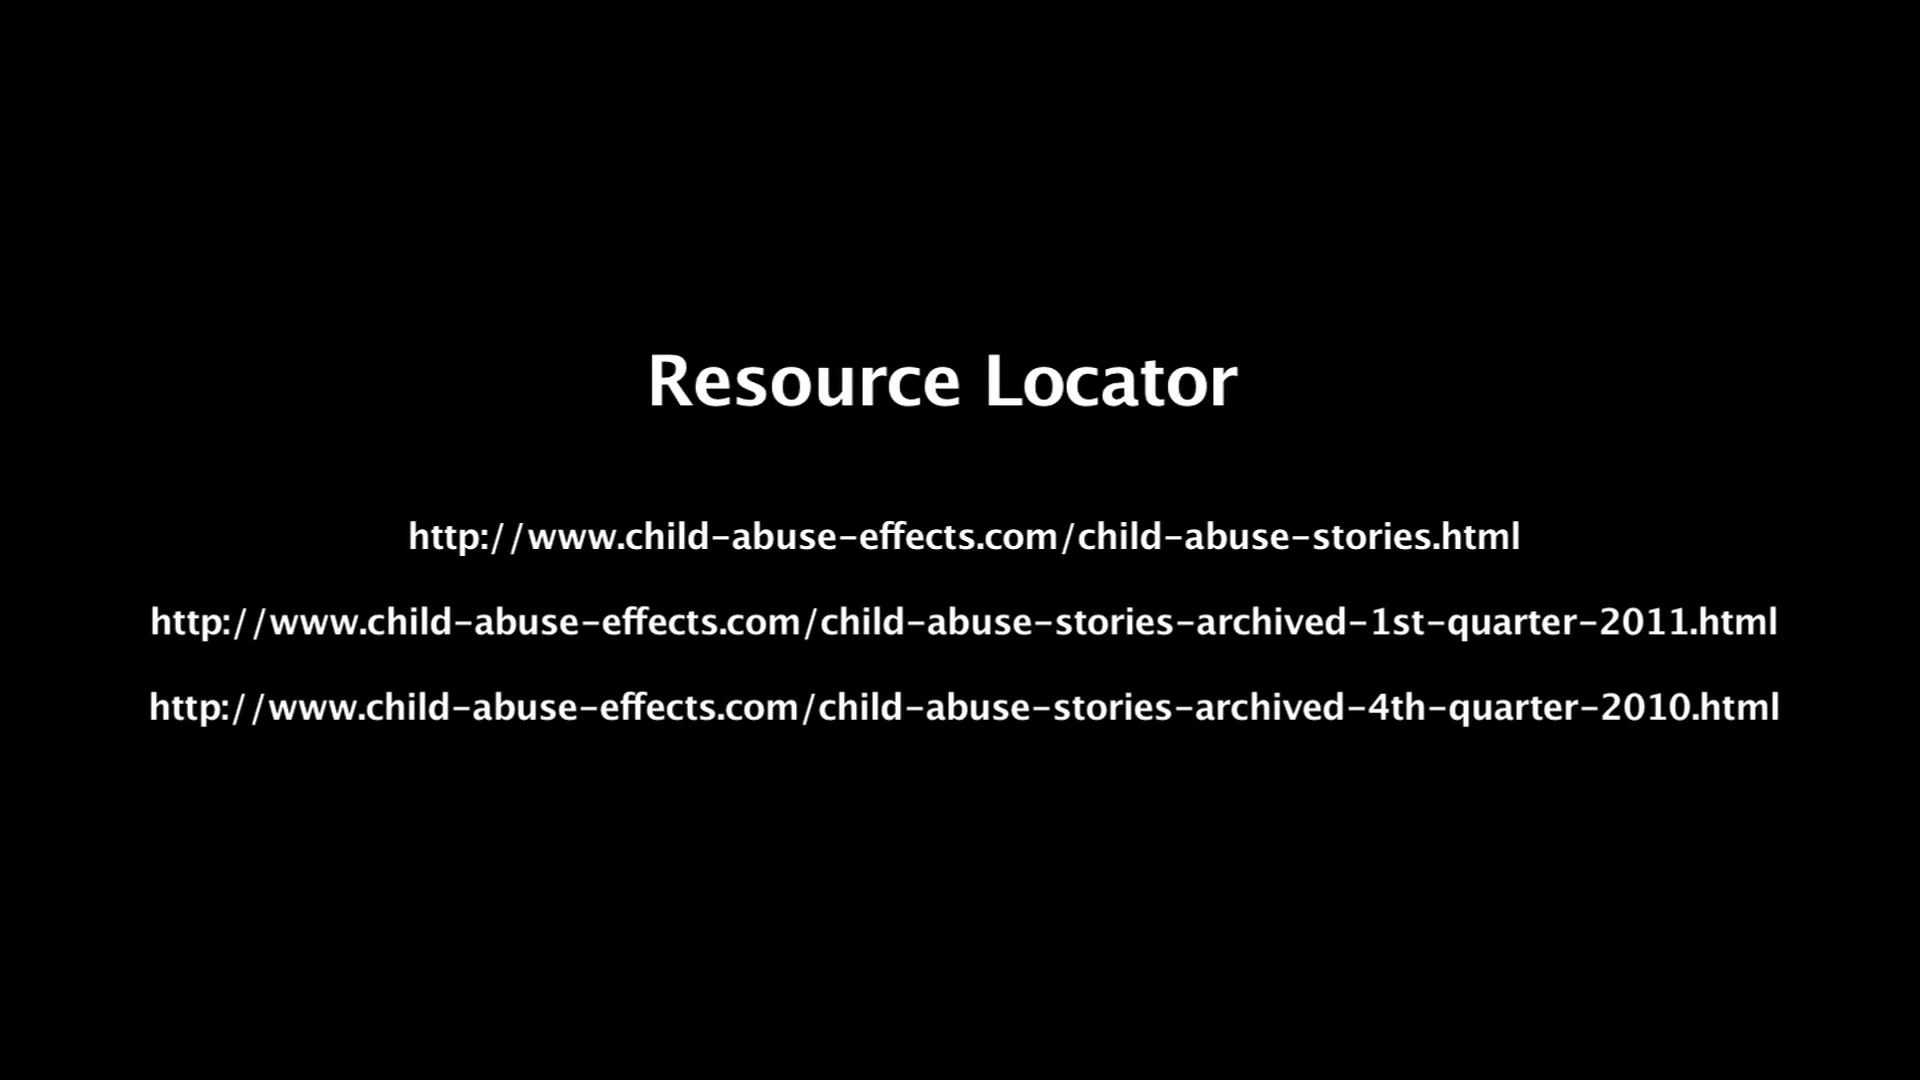 Resource Locator
http://www.child-abuse-effects.com/child-abuse-stories.html
http://www.child-abuse-effects.com/child-abuse-stories-archived-1st-quarter-2011.html
http://www.child-abuse-effects.com/child-abuse-stories-archived-4th-quarter-2010.html